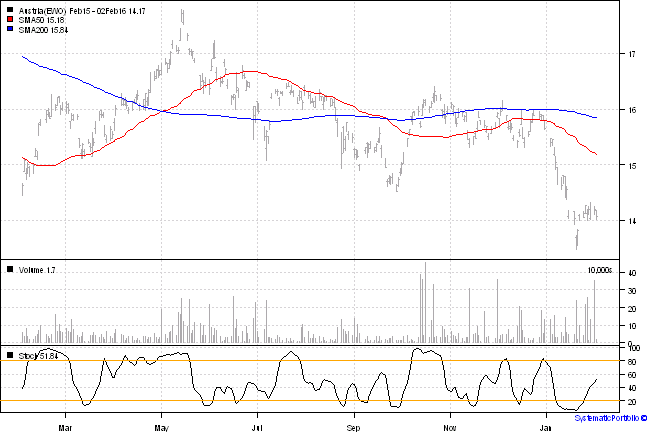 Austria(EWO) Feb15 - 02Feb16 14.17
SMA50 15.18
SMA200 15.84
17
16
15
14
Volume 1.7
10,000s
40
30
20
10
0
Stoch 51.84
100
80
60
40
20
Mar May Jul Sep Nov Jan
SystematicPortfolio ©